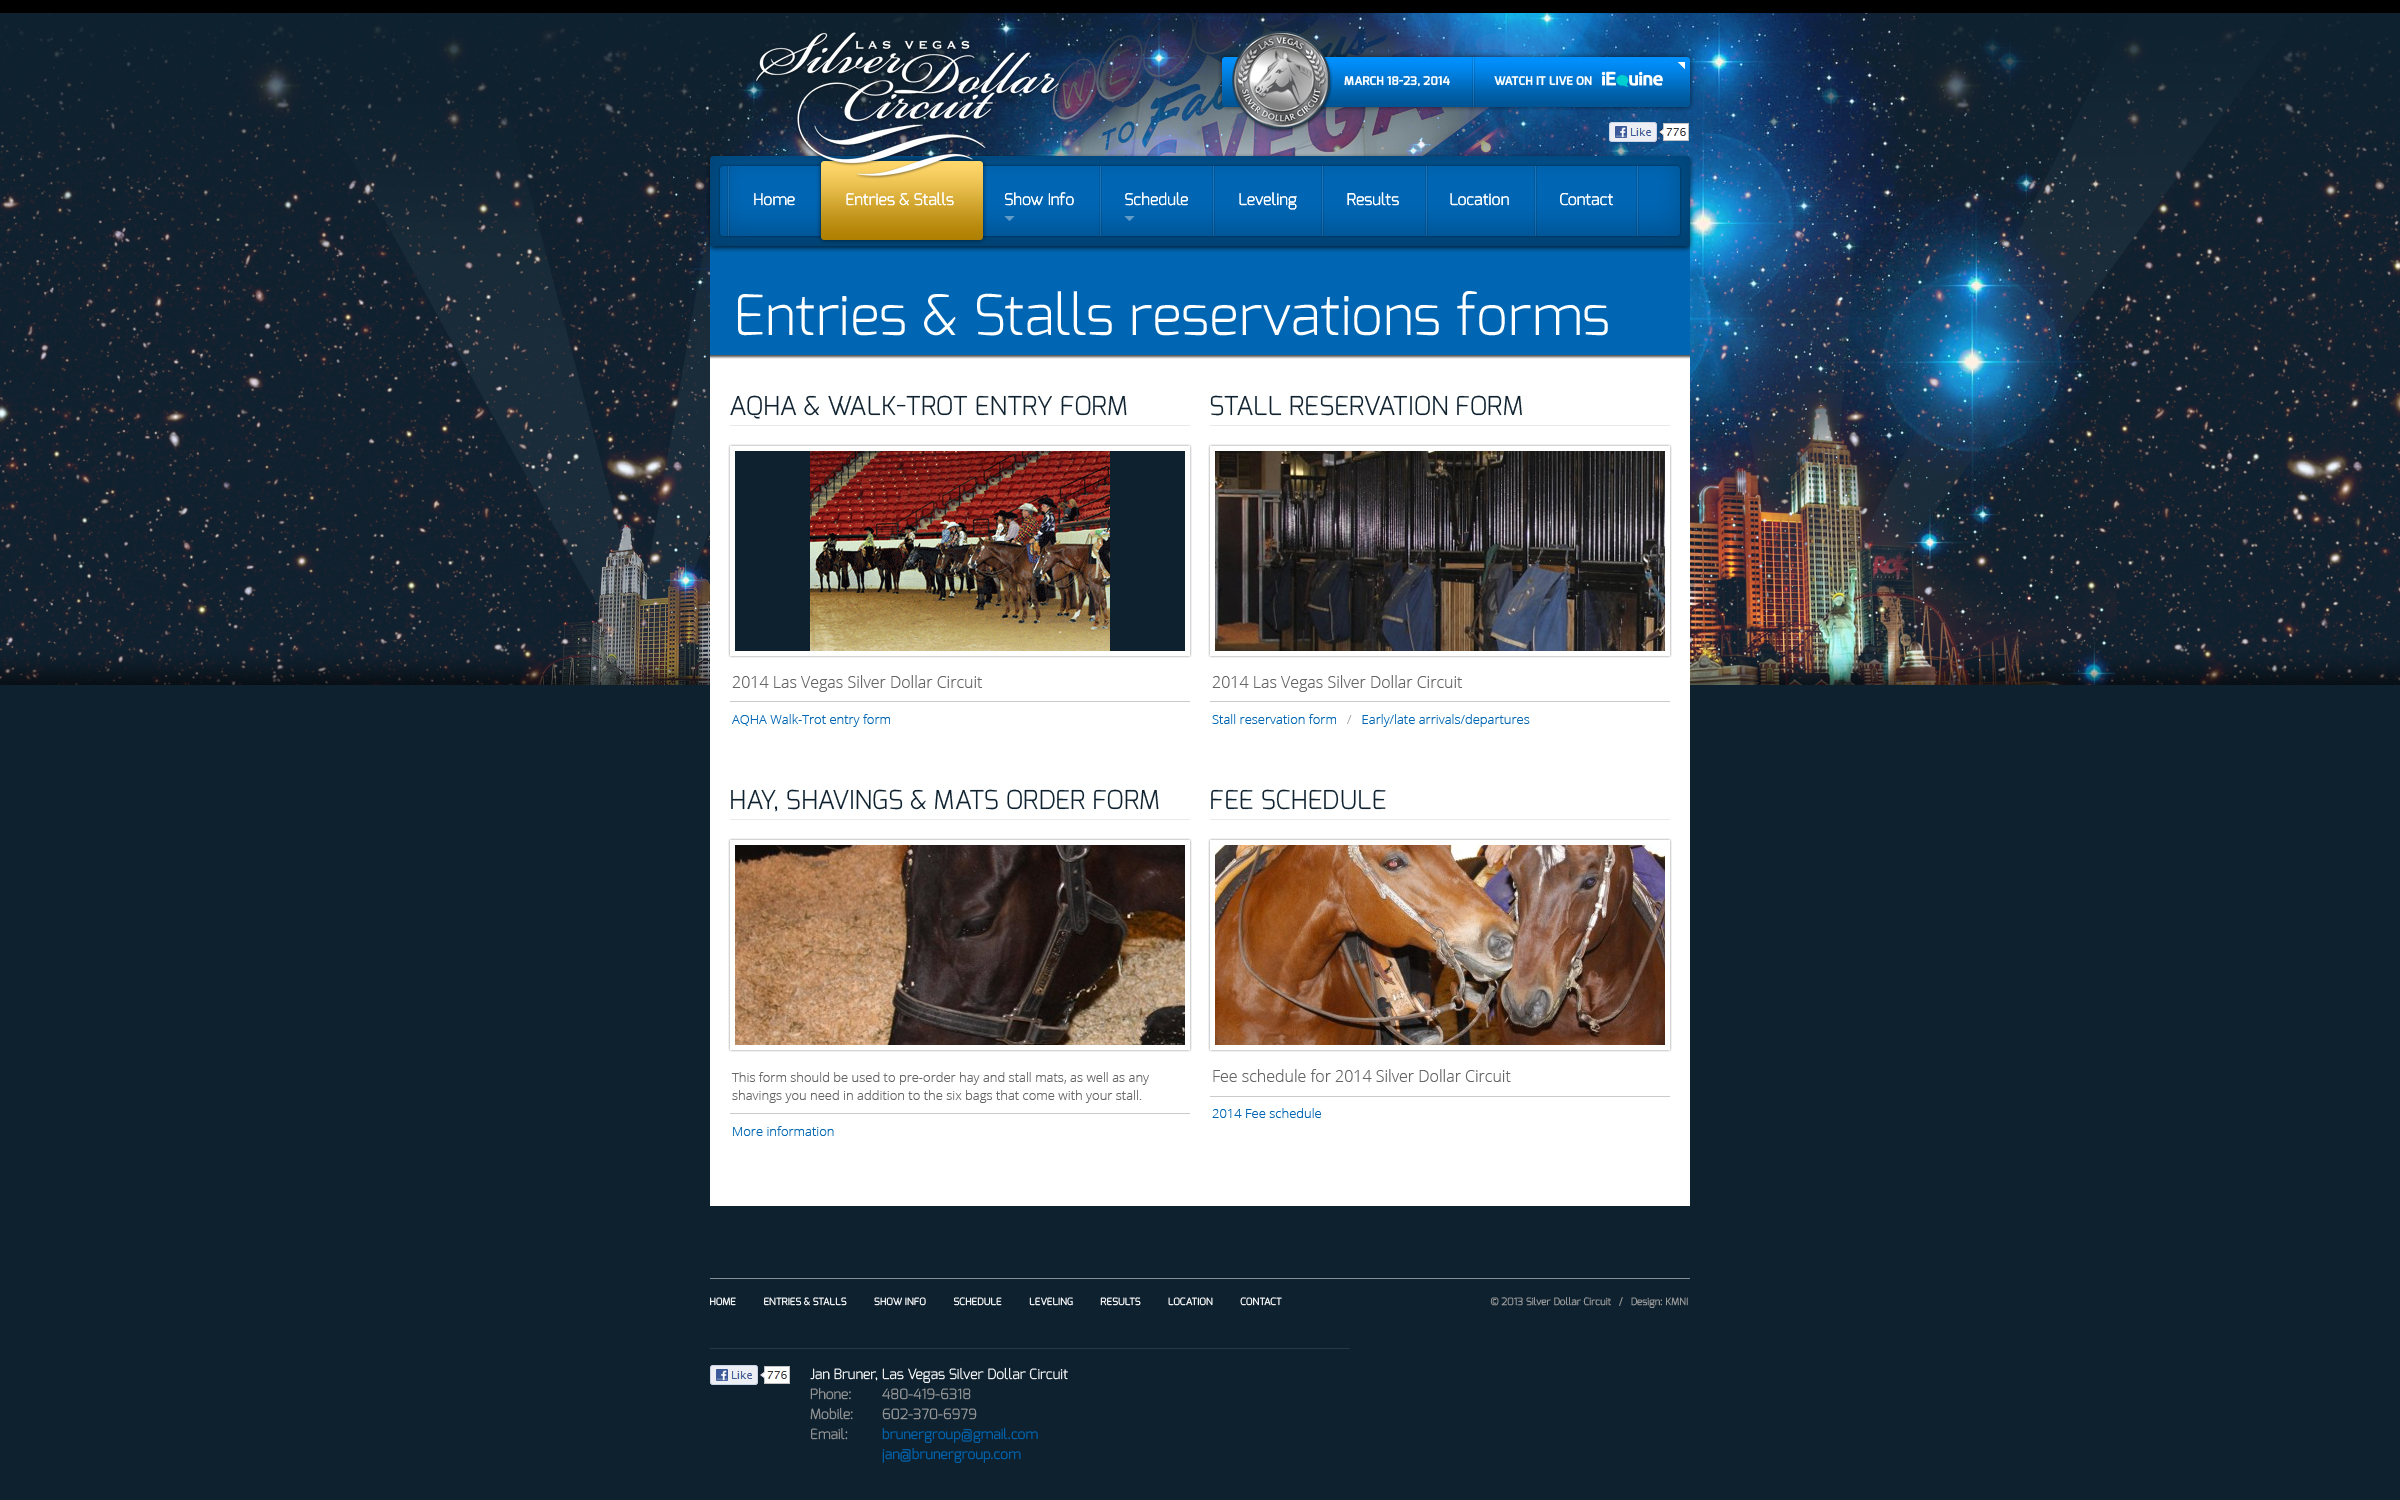 LAS VEGAS
Silver Dollar
Circuit
WE
TO Fabulous
VEGA
LAS VEGAS
SILVER DOLLAR CIRCUIT
MARCH 18-23, 2014
WATCH IT LIVE ON iEquine
Like 776
Home
Entries & Stalls
Show Info
Schedule
Leveling
Results
Location
Contact
Entries & Stalls reservations forms
AQHA & WALK-TROT ENTRY FORM
2014 Las Vegas Silver Dollar Circuit
AQHA Walk-Trot entry form
STALL RESERVATION FORM
2014 Las Vegas Silver Dollar Circuit
Stall reservation form / Early/late arrivals/departures
HAY, SHAVINGS & MATS ORDER FORM
This form should be used to pre-order hay and stall mats, as well as any
shavings you need in addition to the six bags that come with your stall.
More information
FEE SCHEDULE
Fee schedule for 2014 Silver Dollar Circuit
2014 Fee schedule
HOME ENTRIES & STALLS SHOW INFO SCHEDULE LEVELING RESULTS LOCATION CONTACT
© 2013 Silver Dollar Circuit / Design: KMNI
Like 776
Jan Bruner, Las Vegas Silver Dollar Circuit
Phone: 480-419-6318
Mobile: 602-370-6979
Email: brunergroup@gmail.com
jan@brunergroup.com